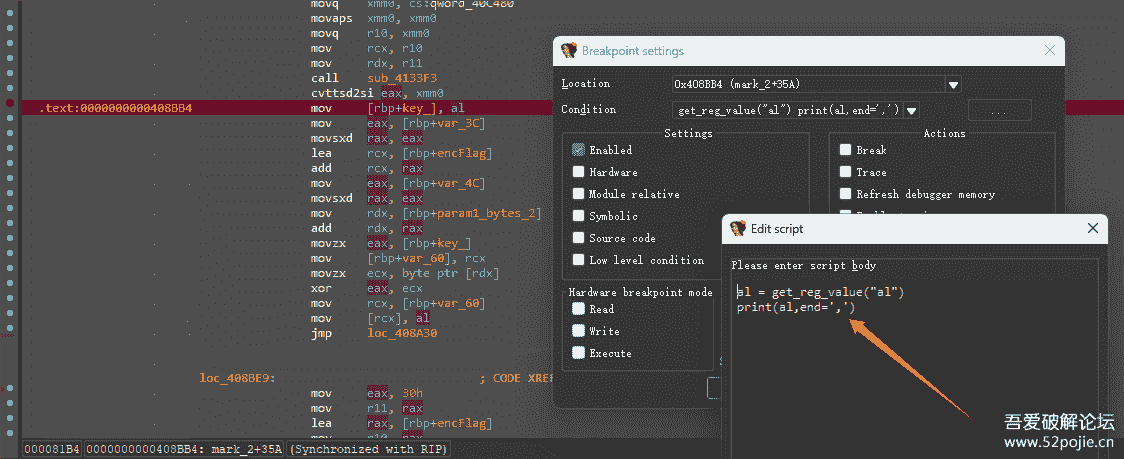 movq xmm0, cs:qword_40C480
movaps xmm0, xmm0
movq r10, xmm0
mov rcx, r10
mov rdx, r11
call sub_4133F3
cvttsd2si eax, xmm0
.text:0000000000408BB4 mov [rbp+key_], al
mov eax, [rbp+var_3C]
movsxd rax, eax
lea rcx, [rbp+encFlag]
add rcx, rax
mov eax, [rbp+var_4C]
movsxd rax, eax
mov rdx, [rbp+param1_bytes_2]
add rdx, rax
movzx eax, [rbp+key_]
mov [rbp+var_60], rcx
movzx ecx, byte ptr [rdx]
xor eax, ecx
mov rcx, [rbp+var_60]
mov [rcx], al
jmp loc_408A30
loc_408BE9: ; CODE XREF
mov eax, 30h
mov r11, rax
lea rax, [rbp+encFlag]
mov r10, rax
000081B4 0000000000408BB4: mark_2+35A (Synchronized with RIP)
Breakpoint settings
Location 0x408BB4 (mark_2+35A)
Condition get_reg_value("al") print(al,end=',') ...
Settings
Enabled
Hardware
Module relative
Symbolic
Source code
Low level condition
Hardware breakpoint mode
Read
Write
Execute
Actions
Break
Trace
Refresh debugger memory
Edit script
Please enter script body
al = get_reg_value("al")
print(al,end=',')
吾爱破解论坛
www.52pojie.cn